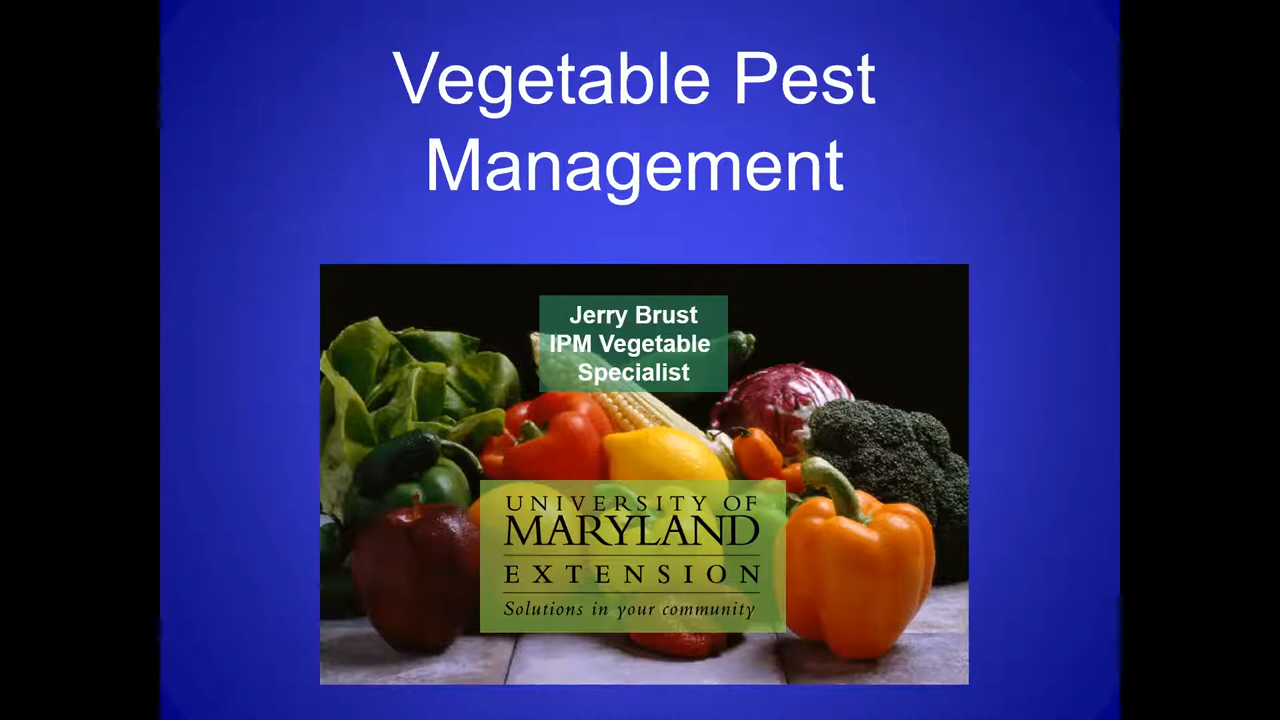 Vegetable Pest
Management
Jerry Brust
IPM Vegetable
Specialist
UNIVERSITY OF
MARYLAND
EXTENSION
Solutions in your community